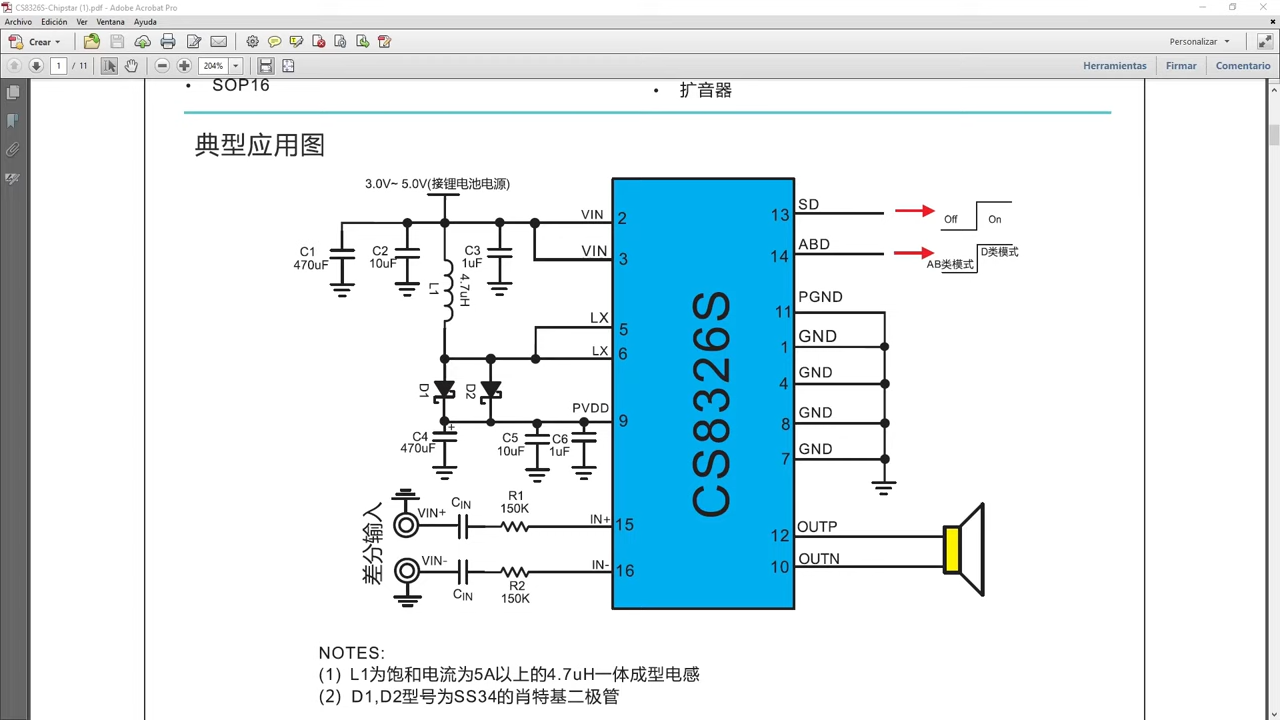 CS8326S-Chipstar (1).pdf - Adobe Acrobat Pro
Archivo Edición Ver Ventana Ayuda
Crear Personalizar
1 / 11 204% Herramientas Firmar Comentario
• SOP16 • 扩音器
典型应用图
3.0V~ 5.0V(接锂电池电源)
C1
470uF
C2
10uF
C3
1uF
L1
4.7uH
VIN 2
VIN 3
LX 5
LX 6
D1
D2
PVDD 9
C4
470uF
+
C5
10uF
C6
1uF
差分输入
VIN+
CIN
R1
150K
IN+ 15
VIN-
CIN
R2
150K
IN- 16
CS8326S
13 SD
Off On
14 ABD
AB类模式 D类模式
11 PGND
1 GND
4 GND
8 GND
7 GND
12 OUTP
10 OUTN
NOTES:
(1) L1为饱和电流为5A以上的4.7uH一体成型电感
(2) D1,D2型号为SS34的肖特基二极管